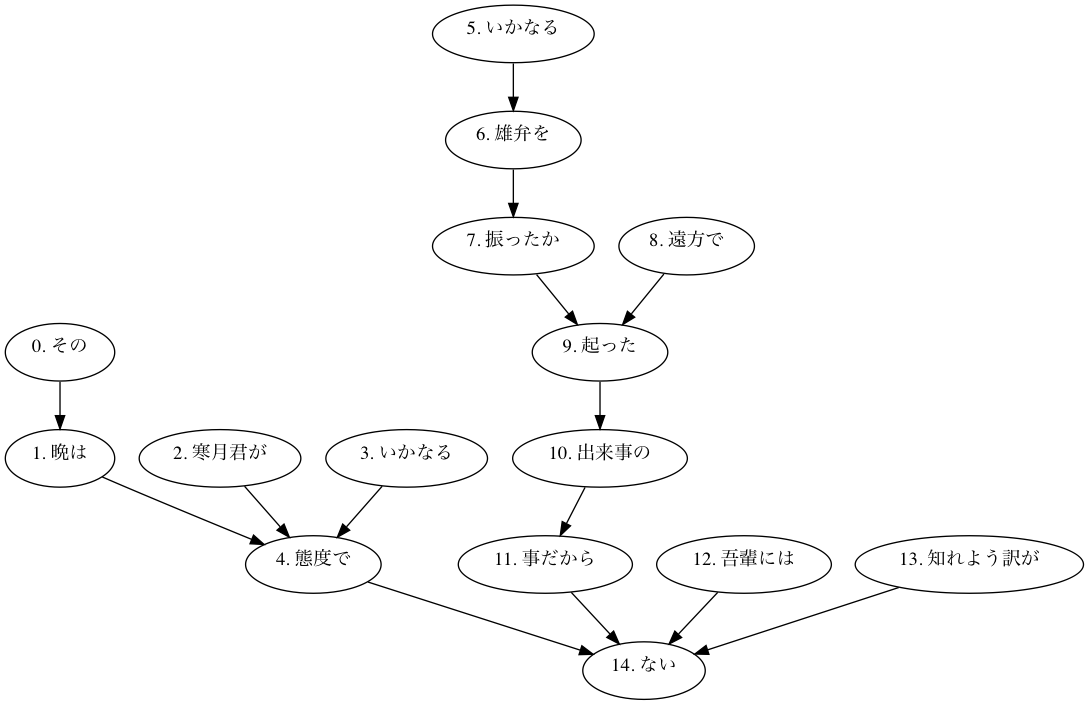 5. いかなる
6. 雄弁を
7. 振ったか
8. 遠方で
0. その
9. 起った
1. 晩は
2. 寒月君が
3. いかなる
10. 出来事の
4. 態度で
11. 事だから
12. 吾輩には
13. 知れよう訳が
14. ない